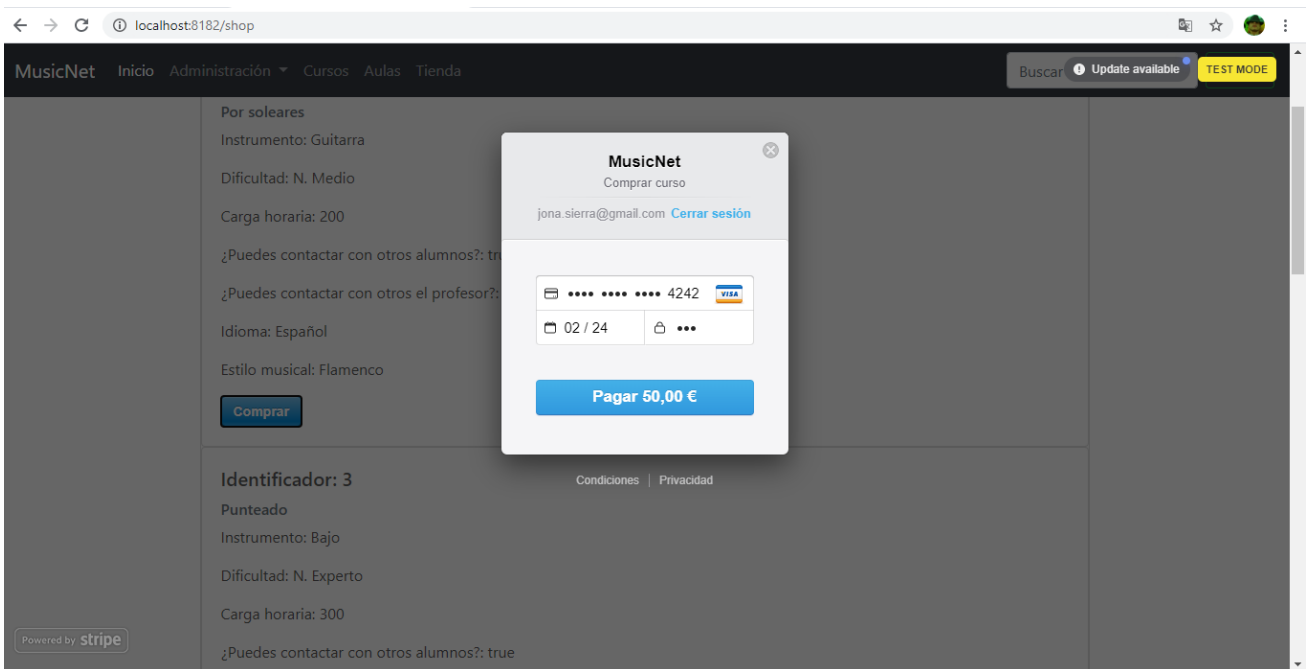 localhost:8182/shop
MusicNet Inicio Administración Cursos Aulas Tienda Buscar Update available TEST MODE
Por soleares
Instrumento: Guitarra
Dificultad: N. Medio
Carga horaria: 200
¿Puedes contactar con otros alumnos?:
¿Puedes contactar con otros el profesor?:
Idioma: Español
Estilo musical: Flamenco
Comprar
MusicNet
Comprar curso
jona.sierra@gmail.com Cerrar sesión
•••• •••• •••• 4242 VISA
02 / 24 •••
Pagar 50,00 €
Condiciones | Privacidad
Identificador: 3
Punteado
Instrumento: Bajo
Dificultad: N. Experto
Carga horaria: 300
¿Puedes contactar con otros alumnos?: true
Powered by stripe